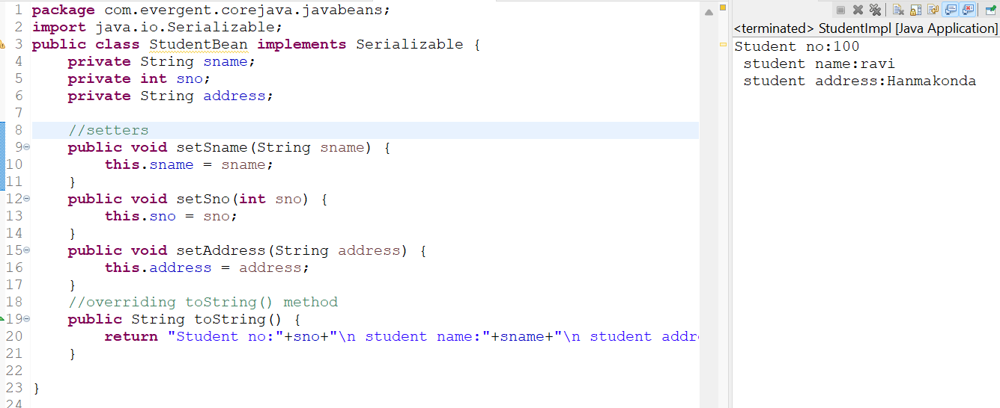 1 package com.evergent.corejava.javabeans;
2 import java.io.Serializable;
3 public class StudentBean implements Serializable {
4     private String sname;
5     private int sno;
6     private String address;
7
8     //setters
9     public void setSname(String sname) {
10         this.sname = sname;
11     }
12     public void setSno(int sno) {
13         this.sno = sno;
14     }
15     public void setAddress(String address) {
16         this.address = address;
17     }
18     //overriding toString() method
19     public String toString() {
20         return "Student no:"+sno+"\n student name:"+sname+"\n student addr
21     }
22
23 }
24
<terminated> StudentImpl [Java Application]
Student no:100
 student name:ravi
 student address:Hanmakonda